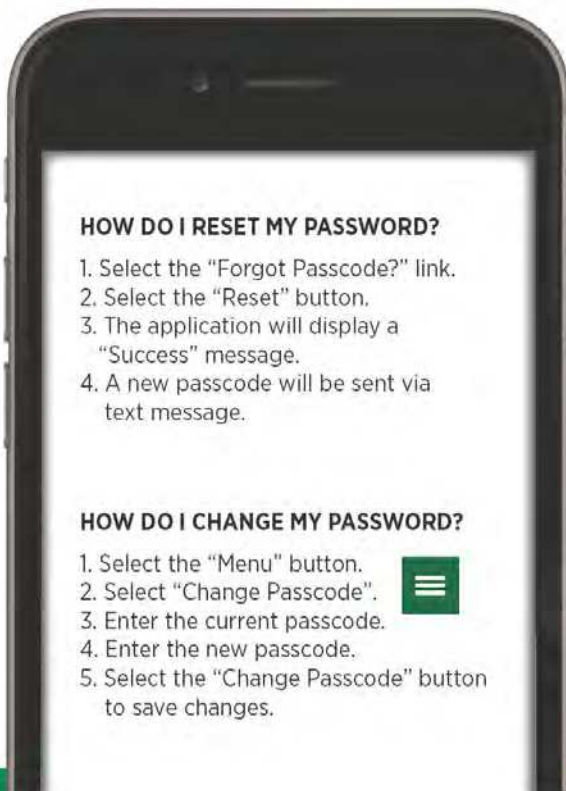 HOW DO I RESET MY PASSWORD?
1. Select the “Forgot Passcode?” link.
2. Select the “Reset” button.
3. The application will display a
“Success” message.
4. A new passcode will be sent via
text message.
HOW DO I CHANGE MY PASSWORD?
1. Select the “Menu” button.
2. Select “Change Passcode”.
3. Enter the current passcode.
4. Enter the new passcode.
5. Select the “Change Passcode” button
to save changes.